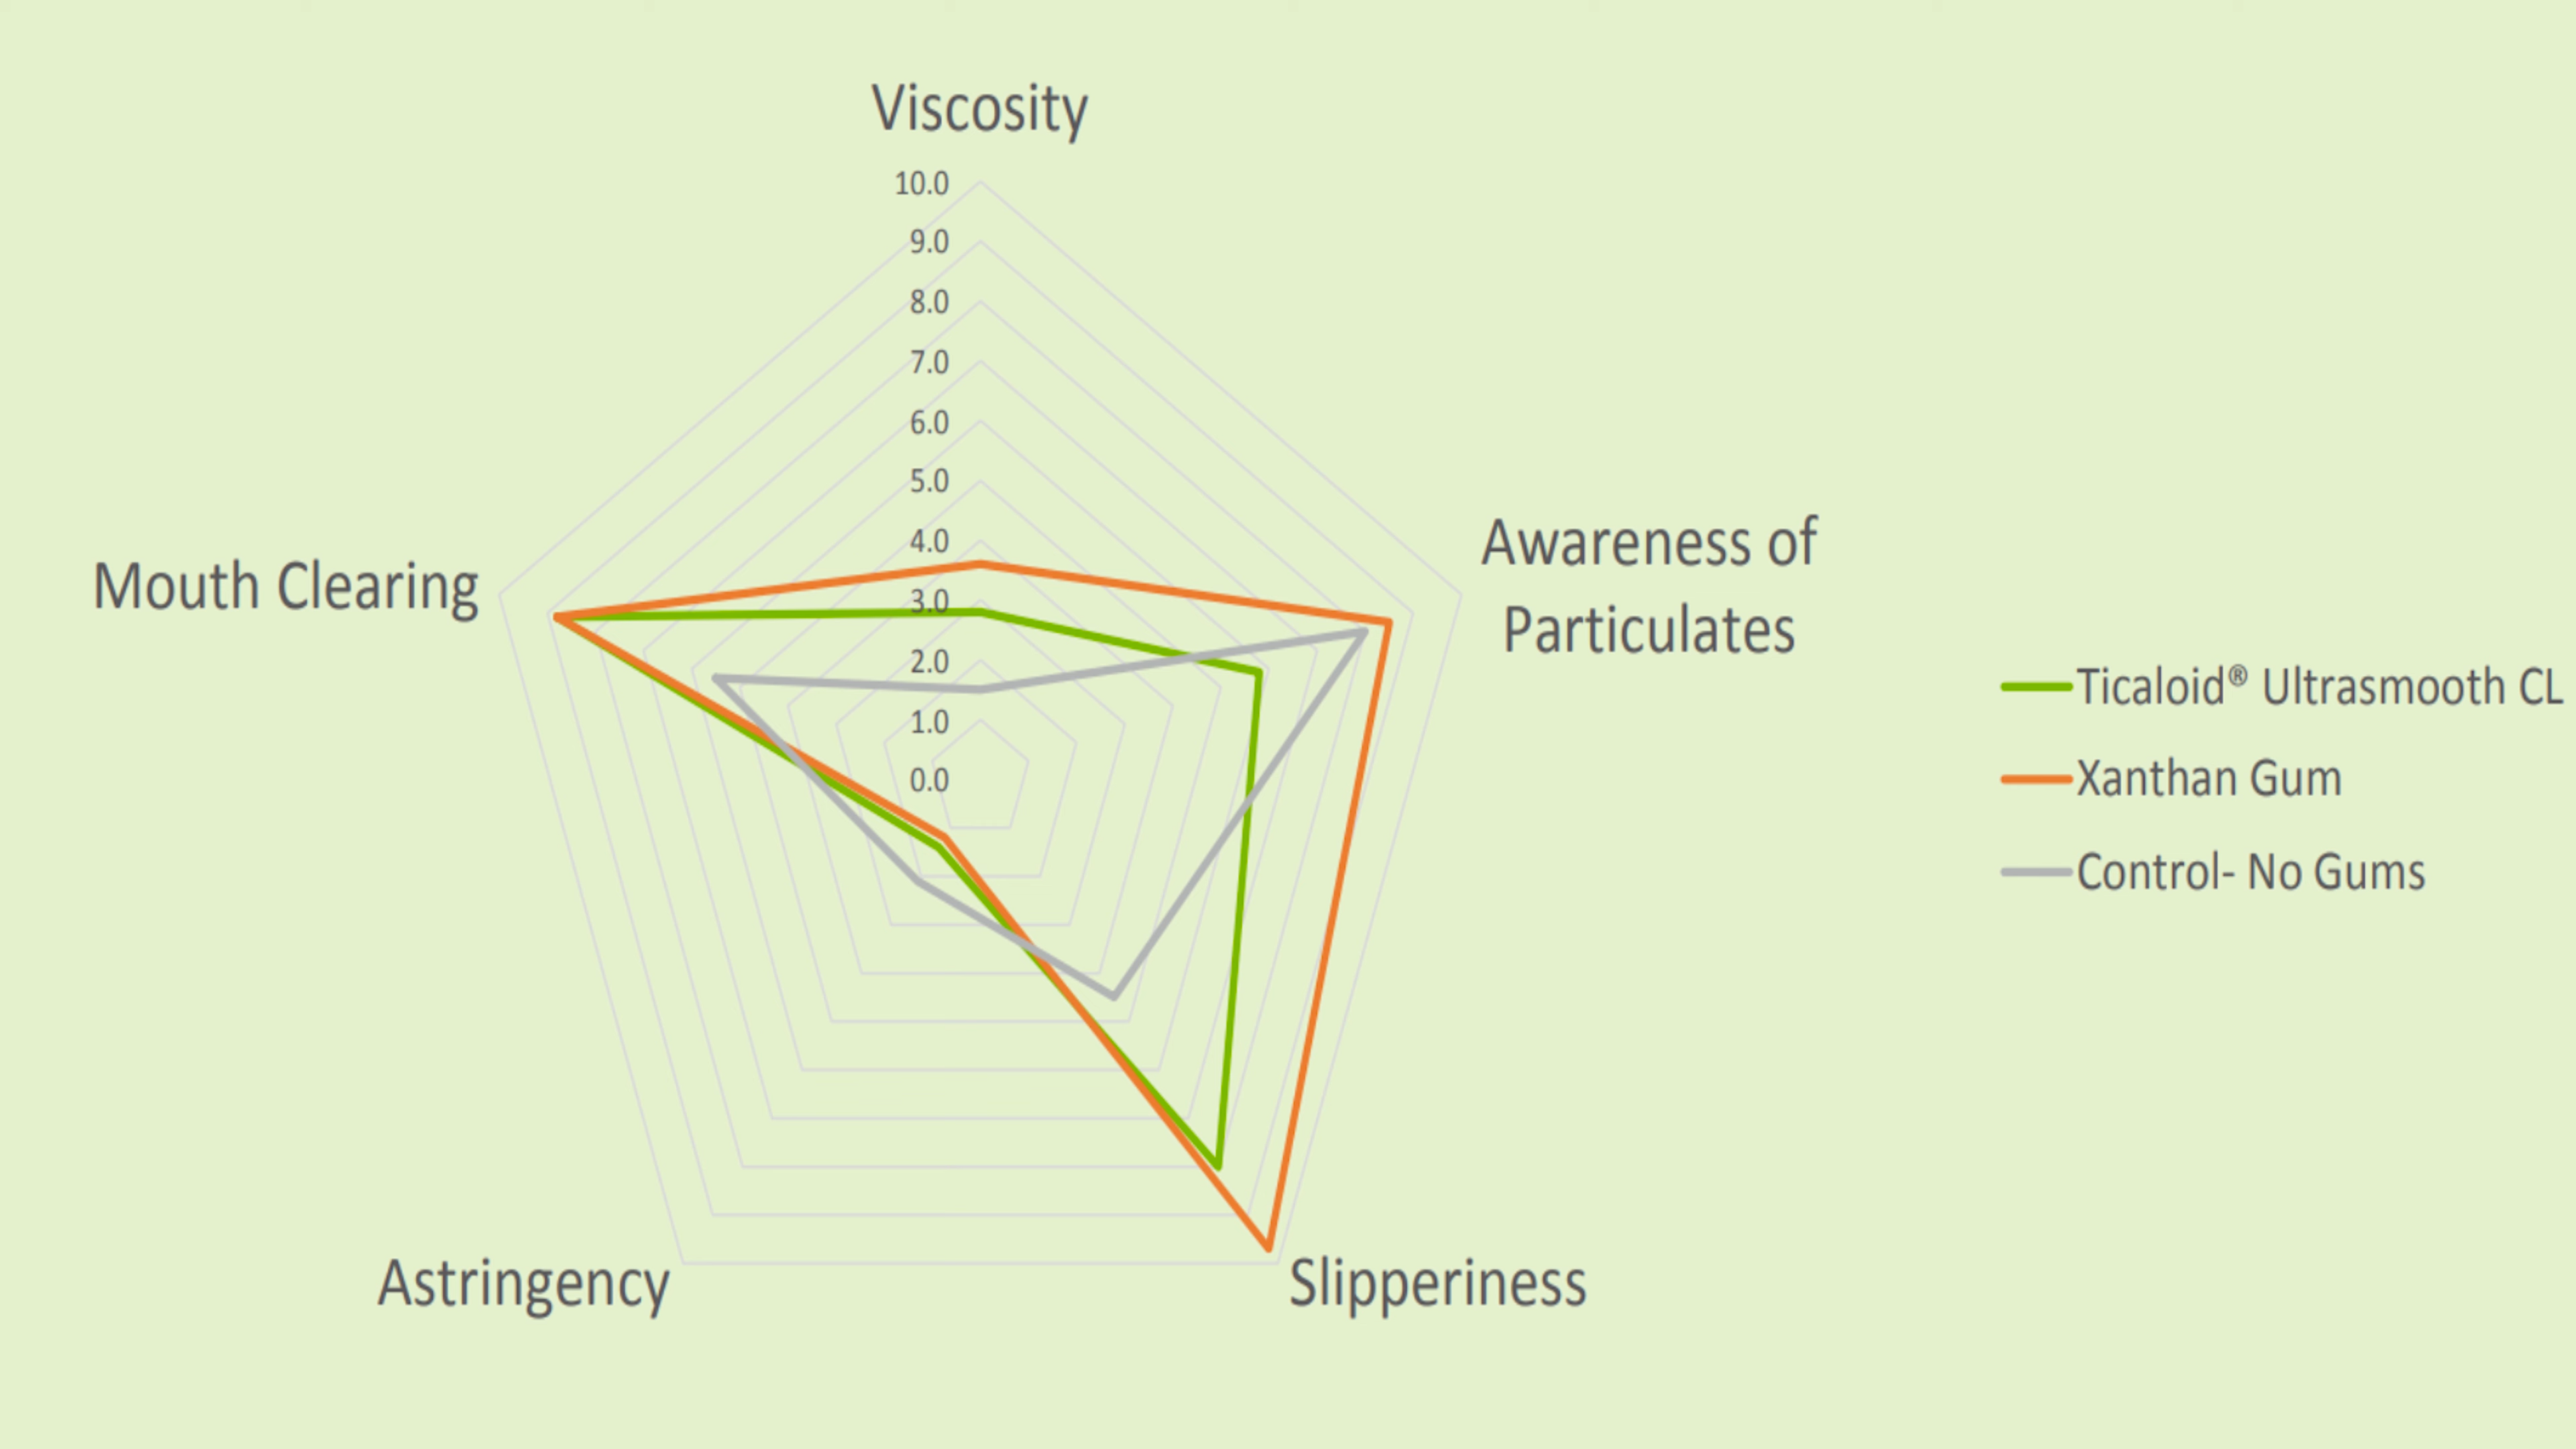 Viscosity
10.0
9.0
8.0
7.0
6.0
5.0
4.0
3.0
2.0
1.0
0.0
Awareness of
Particulates
Mouth Clearing
Astringency
Slipperiness
Ticaloid® Ultrasmooth CL
Xanthan Gum
Control- No Gums